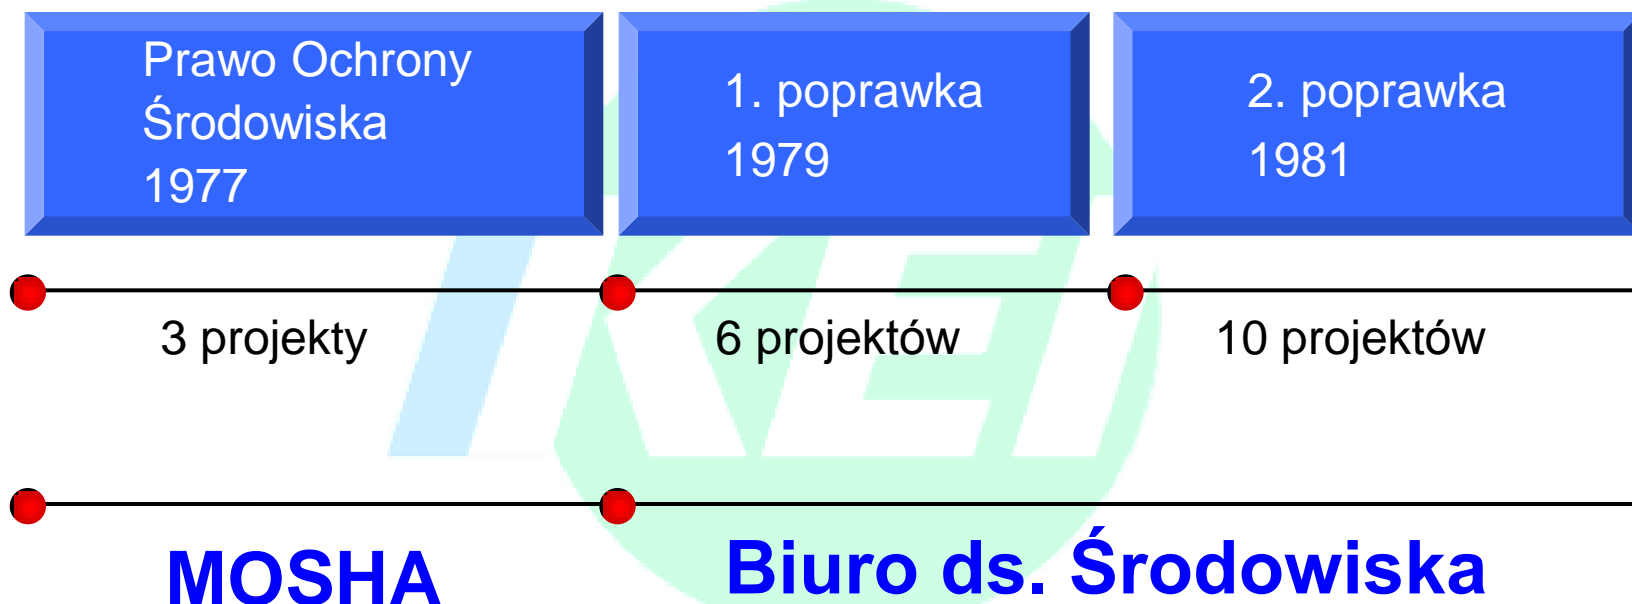 Prawo Ochrony
Środowiska
1977
1. poprawka
1979
2. poprawka
1981
3 projekty
6 projektów
10 projektów
MOSHA
Biuro ds. Środowiska
KEI